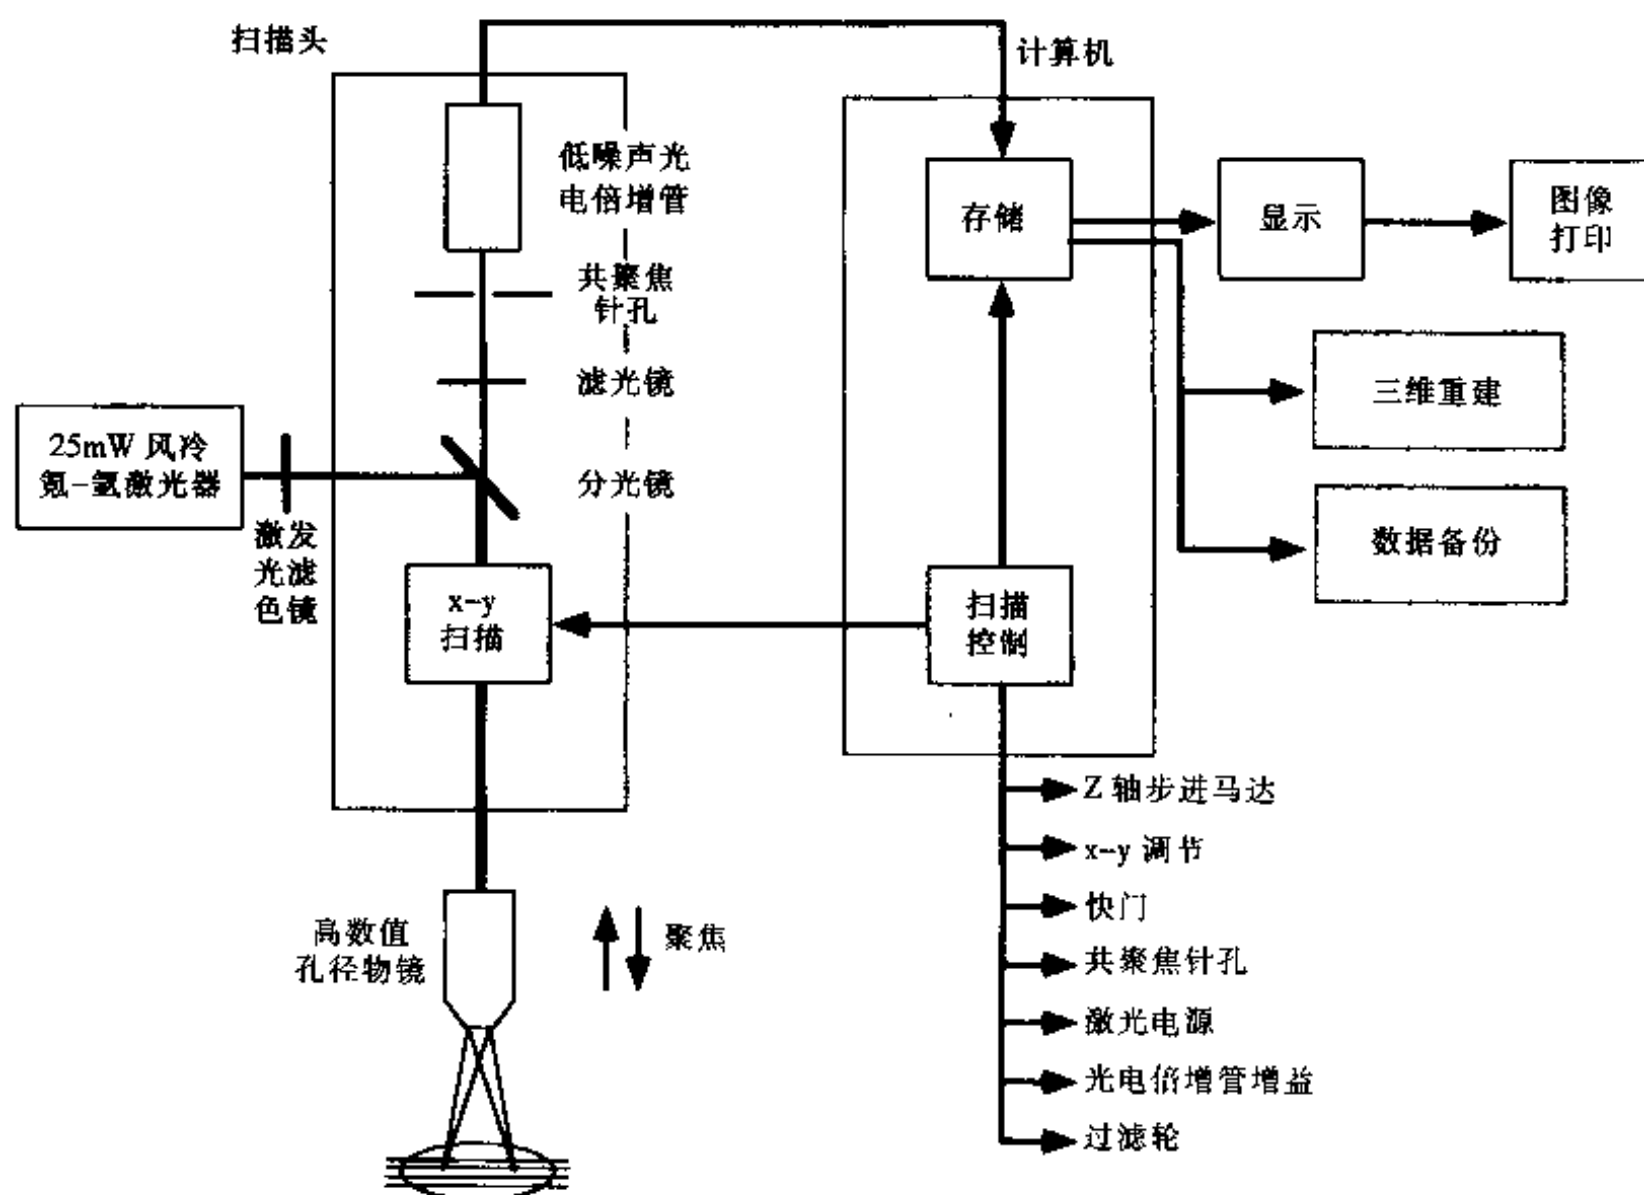 扫描头
计算机
低噪声光
电倍增管
共聚焦
针孔
滤光镜
分光镜
25mW 风冷
氪-氩激光器
激发
光滤
色镜
x-y
扫描
高数值
孔径物镜
聚焦
存储
显示
图像
打印
三维重建
数据备份
扫描
控制
Z 轴步进马达
x-y 调节
快门
共聚焦针孔
激光电源
光电倍增管增益
过滤轮